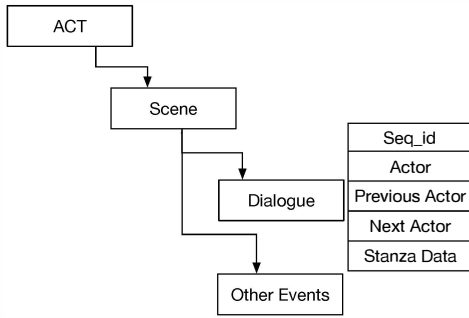 ACT
Scene
Seq_id
Actor
Dialogue
Previous Actor
Next Actor
Stanza Data
Other Events